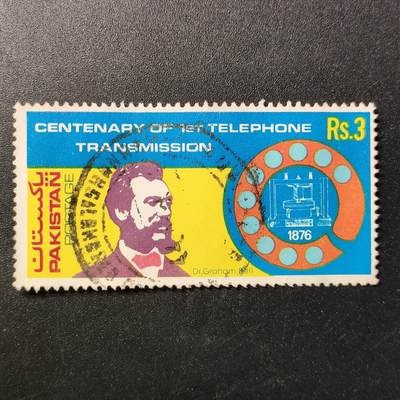 CENTENARY OF 1ST TELEPHONE
TRANSMISSION
Rs.3
پاکستان
PAKISTAN
POSTAGE
1876
Dr.Graham Bell